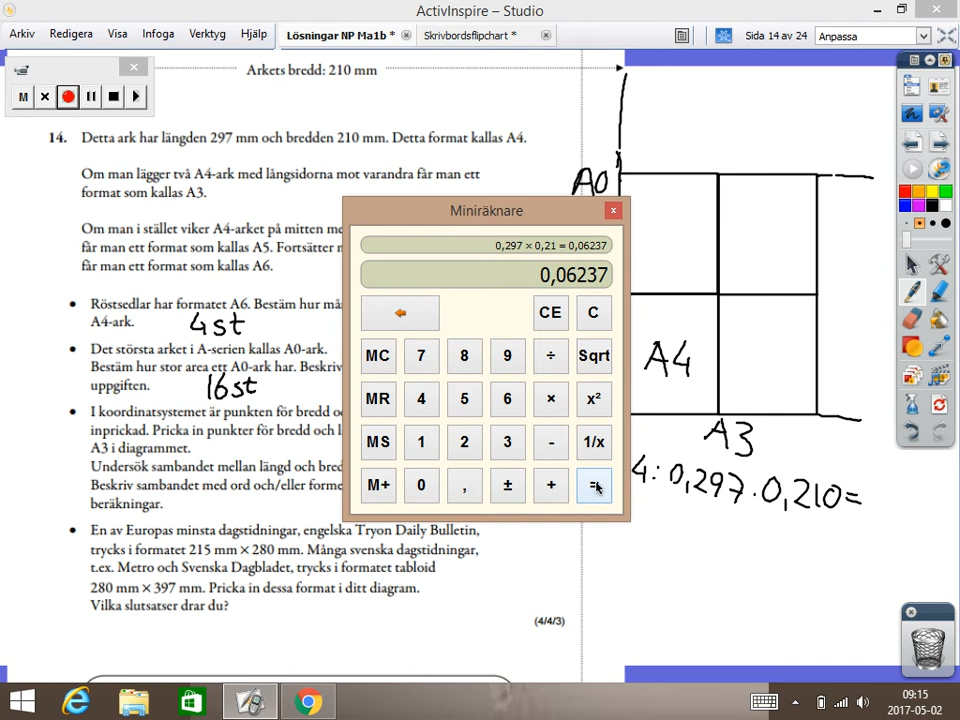 ActivInspire – Studio
Arkiv Redigera Visa Infoga Verktyg Hjälp
Lösningar NP Ma1b *
Skrivbordsflipchart *
Sida 14 av 24
Anpassa
Arkets bredd: 210 mm
M
14. Detta ark har längden 297 mm och bredden 210 mm. Detta format kallas A4.
Om man lägger två A4-ark med långsidorna mot varandra får man ett
format som kallas A3.
Om man i stället viker A4-arket på mitten
får man ett format som kallas A5. Fortsätter
får man ett format som kallas A6.
• Röstsedlar har formatet A6. Bestäm hur
A4-ark.
4st
• Det största arket i A-serien kallas A0-ark.
Bestäm hur stor area ett A0-ark har.
uppgiften.
16st
• I koordinatsystemet är punkten för bredd
inprickad. Pricka in punkter för bredd och
A3 i diagrammet.
Undersök sambandet mellan längd och
Beskriv sambandet med ord och/eller
beräkningar.
• En av Europas minsta dagstidningar, engelska Tryon Daily Bulletin,
trycks i formatet 215 mm × 280 mm. Många svenska dagstidningar,
t.ex. Metro och Svenska Dagbladet, trycks i formatet tabloid
280 mm × 397 mm. Pricka in dessa format i ditt diagram.
Vilka slutsatser drar du?
(4/4/3)
A0
A4
A3
4: 0,297 · 0,210 =
Miniräknare
0,297 × 0,21 = 0,06237
0,06237
CE C
MC 7 8 9 ÷ Sqrt
MR 4 5 6 × x²
MS 1 2 3 - 1/x
M+ 0 , ± + =
09:15
2017-05-02